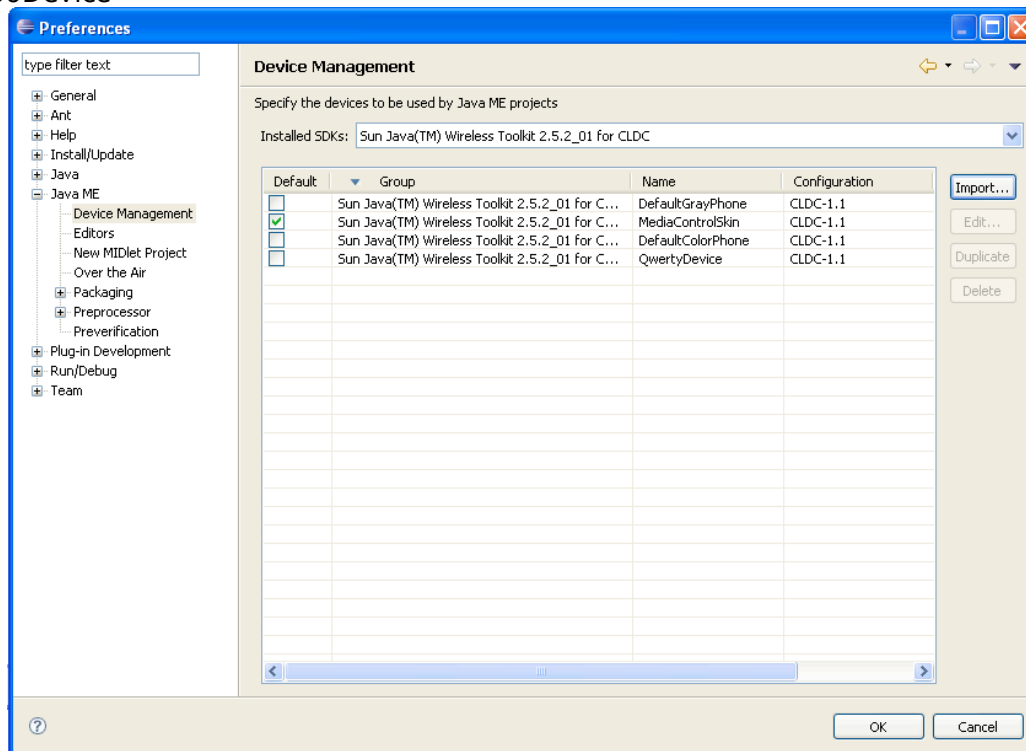 Preferences
type filter text
Device Management
Specify the devices to be used by Java ME projects
Installed SDKs: Sun Java(TM) Wireless Toolkit 2.5.2_01 for CLDC
General
Ant
Help
Install/Update
Java
Java ME
Device Management
Editors
New MIDlet Project
Over the Air
Packaging
Preprocessor
Preverification
Plug-in Development
Run/Debug
Team
Default Group Name Configuration
Sun Java(TM) Wireless Toolkit 2.5.2_01 for C... DefaultGrayPhone CLDC-1.1
Sun Java(TM) Wireless Toolkit 2.5.2_01 for C... MediaControlSkin CLDC-1.1
Sun Java(TM) Wireless Toolkit 2.5.2_01 for C... DefaultColorPhone CLDC-1.1
Sun Java(TM) Wireless Toolkit 2.5.2_01 for C... QwertyDevice CLDC-1.1
Import...
Edit...
Duplicate
Delete
?
OK Cancel